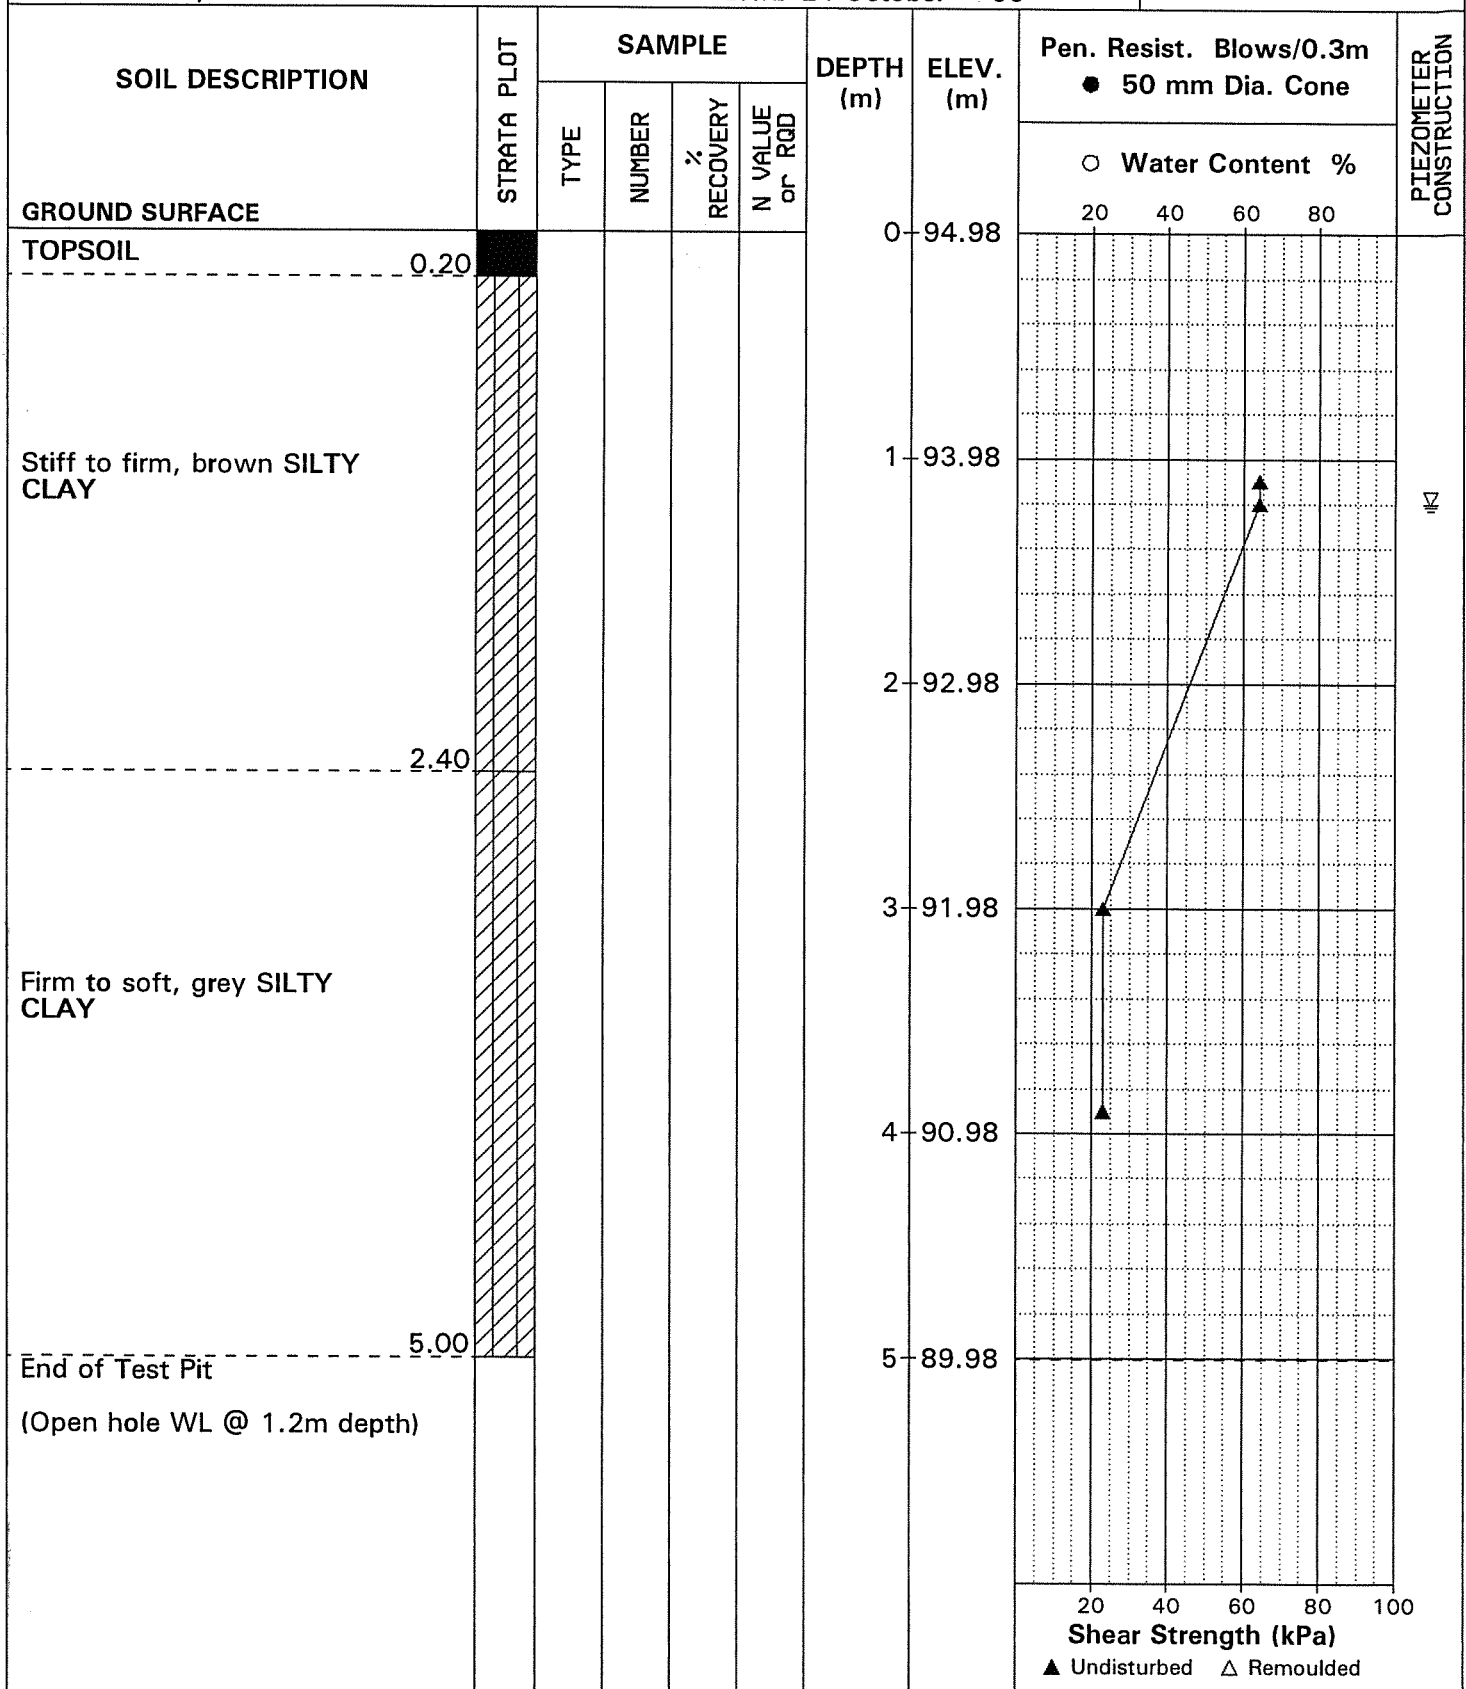 SOIL DESCRIPTION
GROUND SURFACE
STRATA PLOT
SAMPLE
TYPE
NUMBER
%
RECOVERY
N VALUE
or RQD
DEPTH
(m)
ELEV.
(m)
Pen. Resist. Blows/0.3m
● 50 mm Dia. Cone
○ Water Content %
20 40 60 80
PIEZOMETER
CONSTRUCTION
TOPSOIL
0.20
0 94.98
Stiff to firm, brown SILTY
CLAY
1 93.98
2 92.98
2.40
3 91.98
Firm to soft, grey SILTY
CLAY
4 90.98
5.00
5 89.98
End of Test Pit
(Open hole WL @ 1.2m depth)
20 40 60 80 100
Shear Strength (kPa)
▲ Undisturbed △ Remoulded